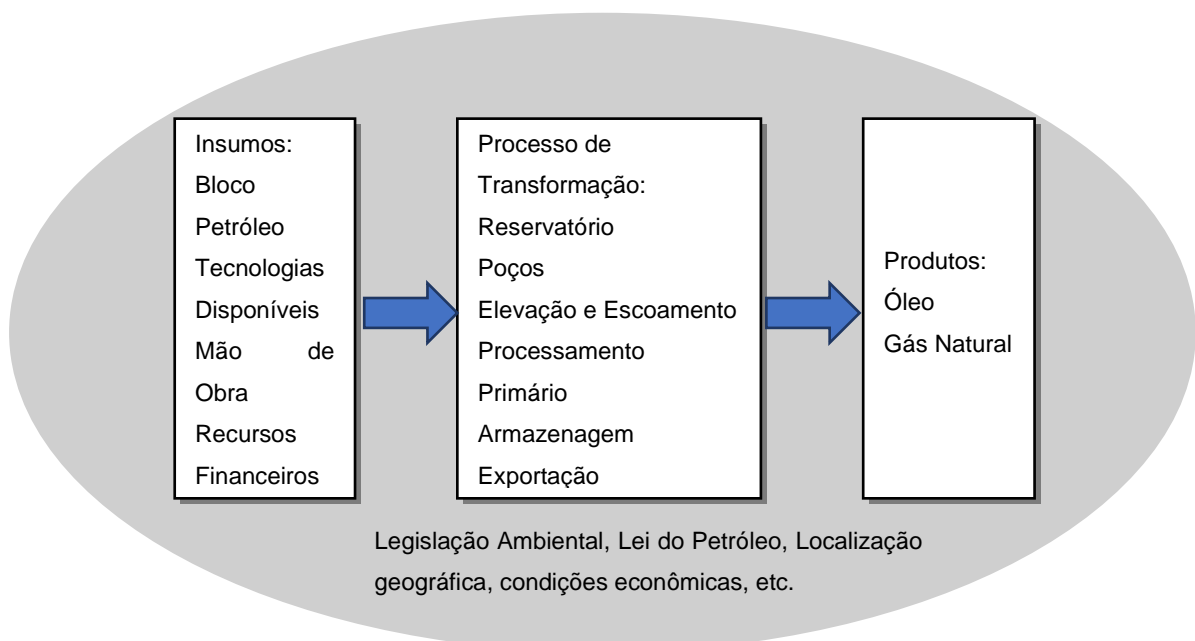 Insumos:
Bloco
Petróleo
Tecnologias
Disponíveis
Mão de
Obra
Recursos
Financeiros
Processo de
Transformação:
Reservatório
Poços
Elevação e Escoamento
Processamento
Primário
Armazenagem
Exportação
Produtos:
Óleo
Gás Natural
Legislação Ambiental, Lei do Petróleo, Localização
geográfica, condições econômicas, etc.